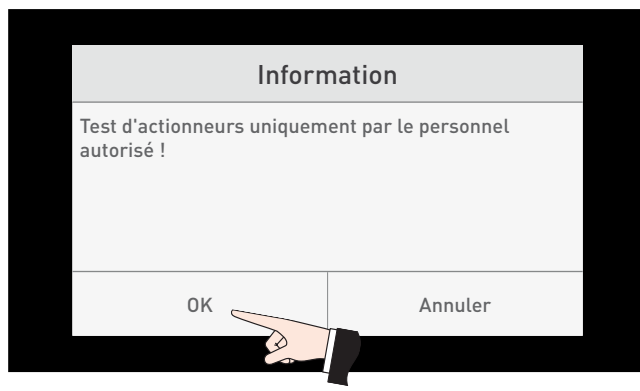 Information
Test d'actionneurs uniquement par le personnel
autorisé !
OK
Annuler